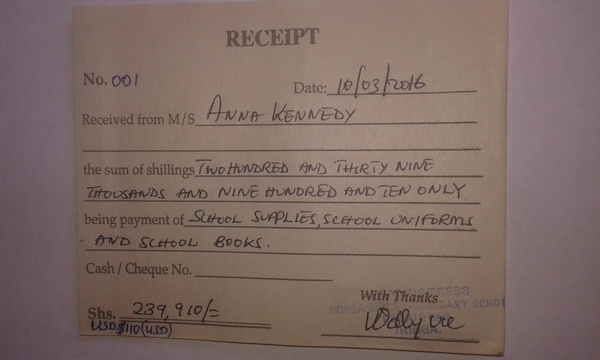 RECEIPT
No. 001 Date: 10/03/2016
Received from M/S ANNA KENNEDY
the sum of shillings TWO HUNDRED AND THIRTY NINE
THOUSANDS AND NINE HUNDRED AND TEN ONLY.
being payment of SCHOOL SUPPLIES, SCHOOL UNIFORMS
AND SCHOOL BOOKS.
Cash / Cheque No.
With Thanks
Shs. 239,910/=
USD $110 (USD)
IRINGA.